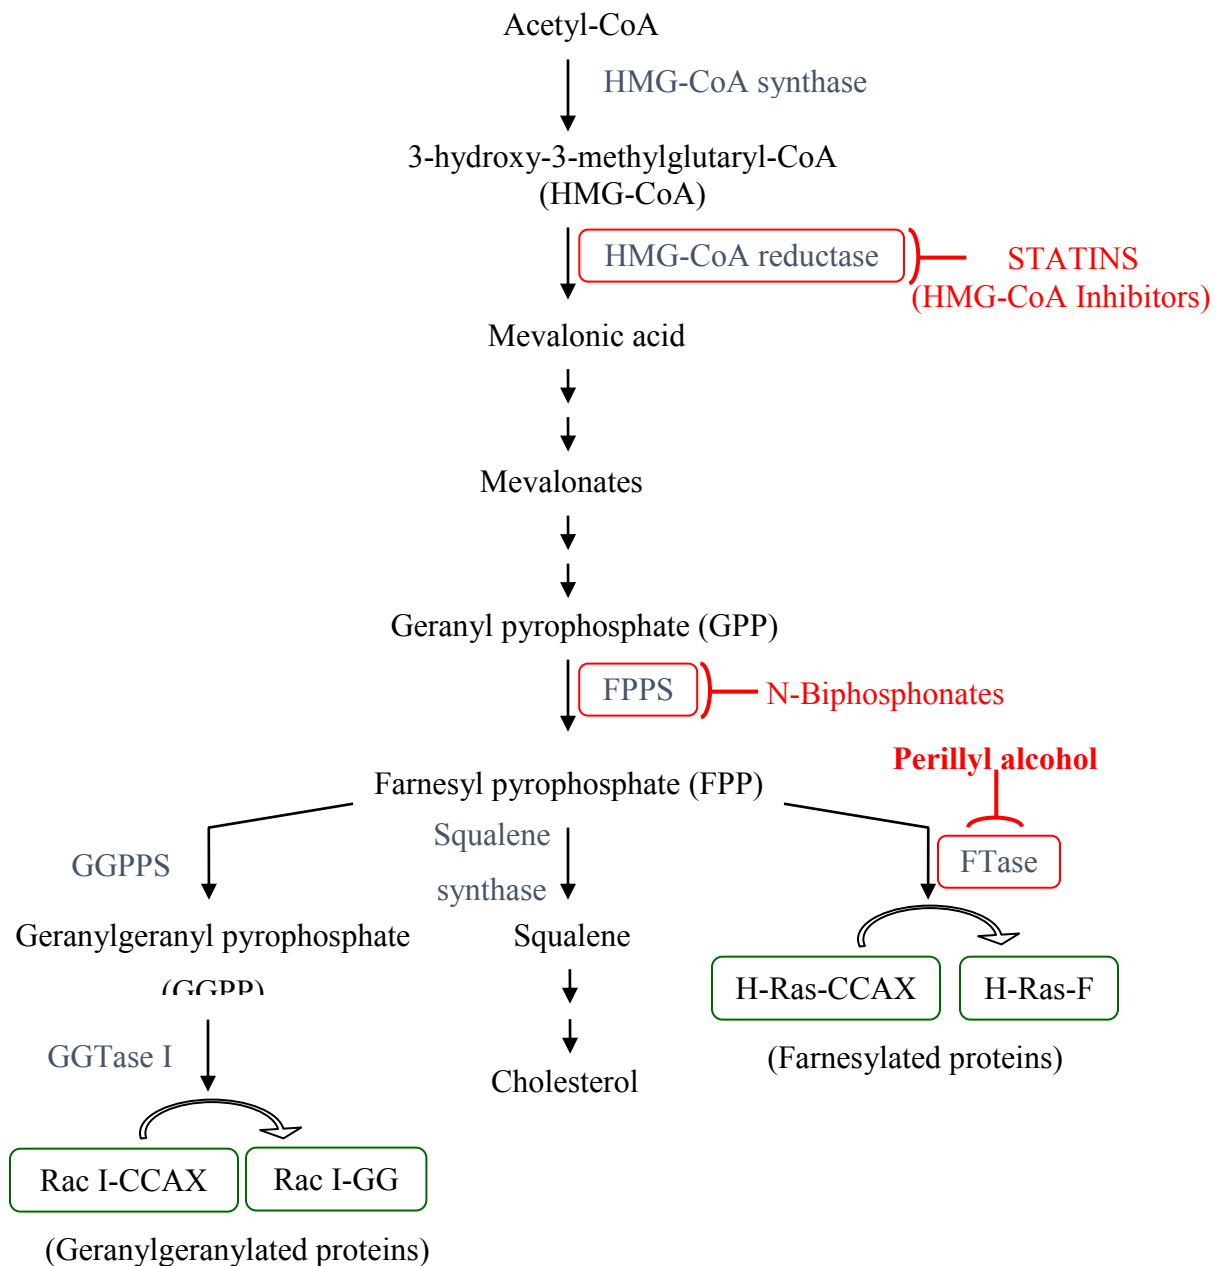 Acetyl-CoA
HMG-CoA synthase
3-hydroxy-3-methylglutaryl-CoA
(HMG-CoA)
HMG-CoA reductase
STATINS
(HMG-CoA Inhibitors)
Mevalonic acid
Mevalonates
Geranyl pyrophosphate (GPP)
FPPS
N-Biphosphonates
Perillyl alcohol
Farnesyl pyrophosphate (FPP)
GGPPS
Squalene
synthase
FTase
Geranylgeranyl pyrophosphate
(GGPP)
Squalene
H-Ras-CCAX
H-Ras-F
(Farnesylated proteins)
GGTase I
Cholesterol
Rac I-CCAX
Rac I-GG
(Geranylgeranylated proteins)